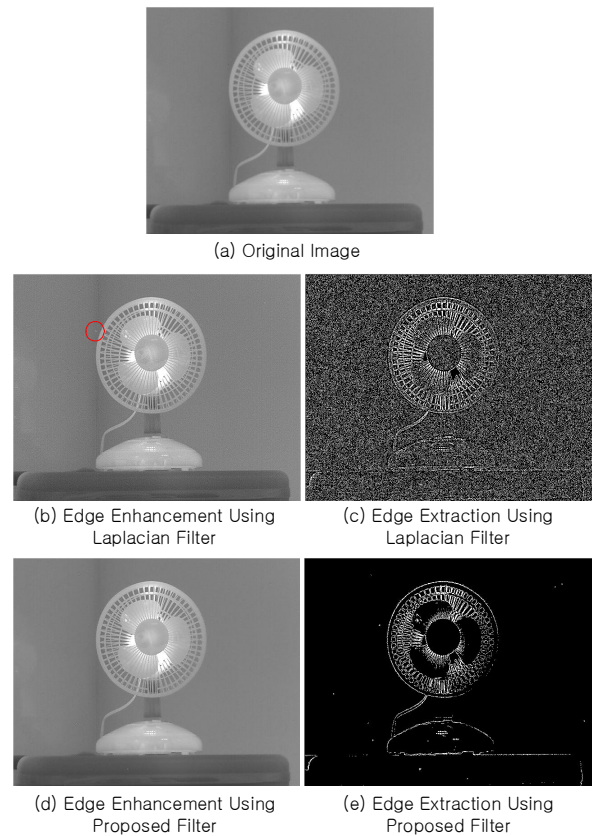 (a) Original Image
(b) Edge Enhancement Using
Laplacian Filter
(c) Edge Extraction Using
Laplacian Filter
(d) Edge Enhancement Using
Proposed Filter
(e) Edge Extraction Using
Proposed Filter